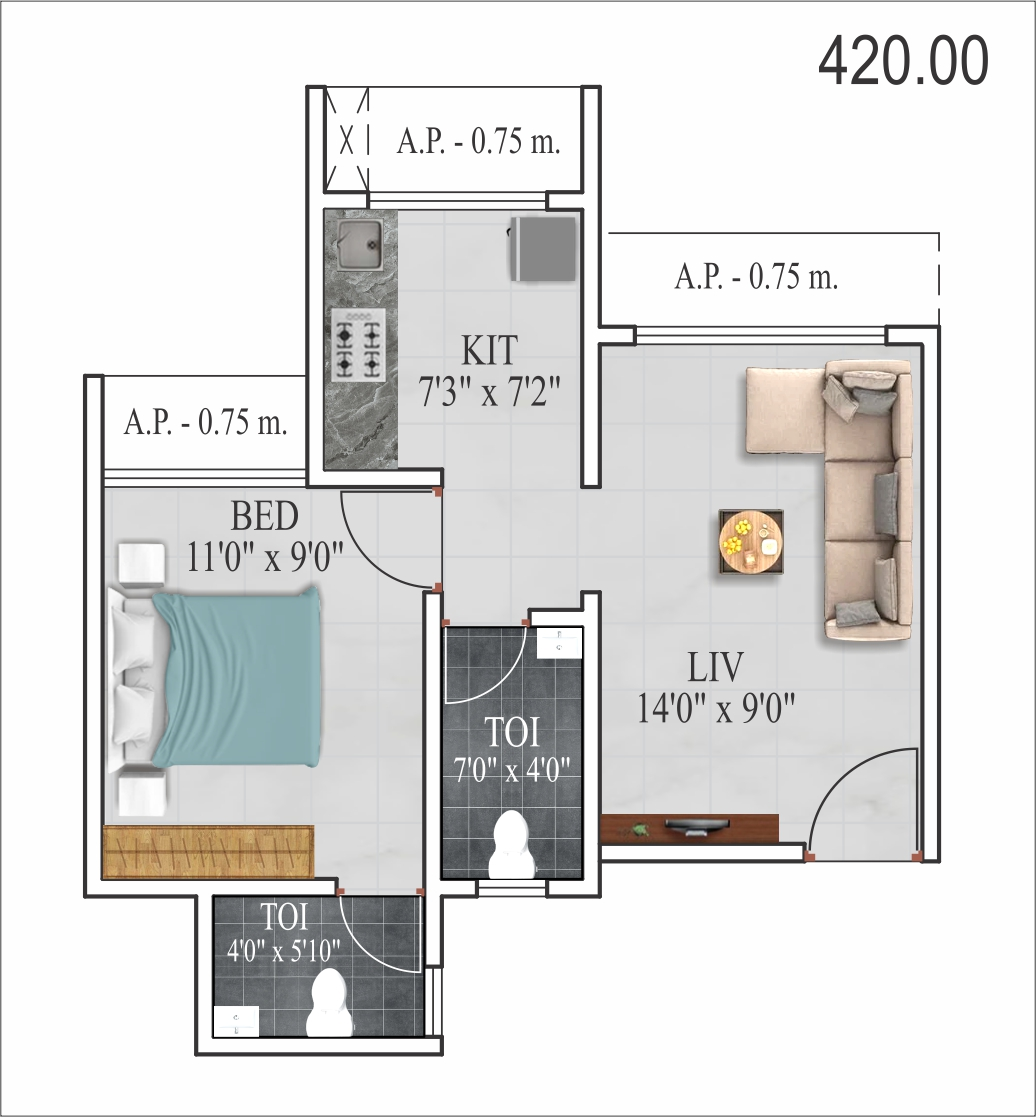 420.00
A.P. - 0.75 m.
A.P. - 0.75 m.
KIT
7'3" x 7'2"
A.P. - 0.75 m.
BED
11'0" x 9'0"
LIV
14'0" x 9'0"
TOI
7'0" x 4'0"
TOI
4'0" x 5'10"